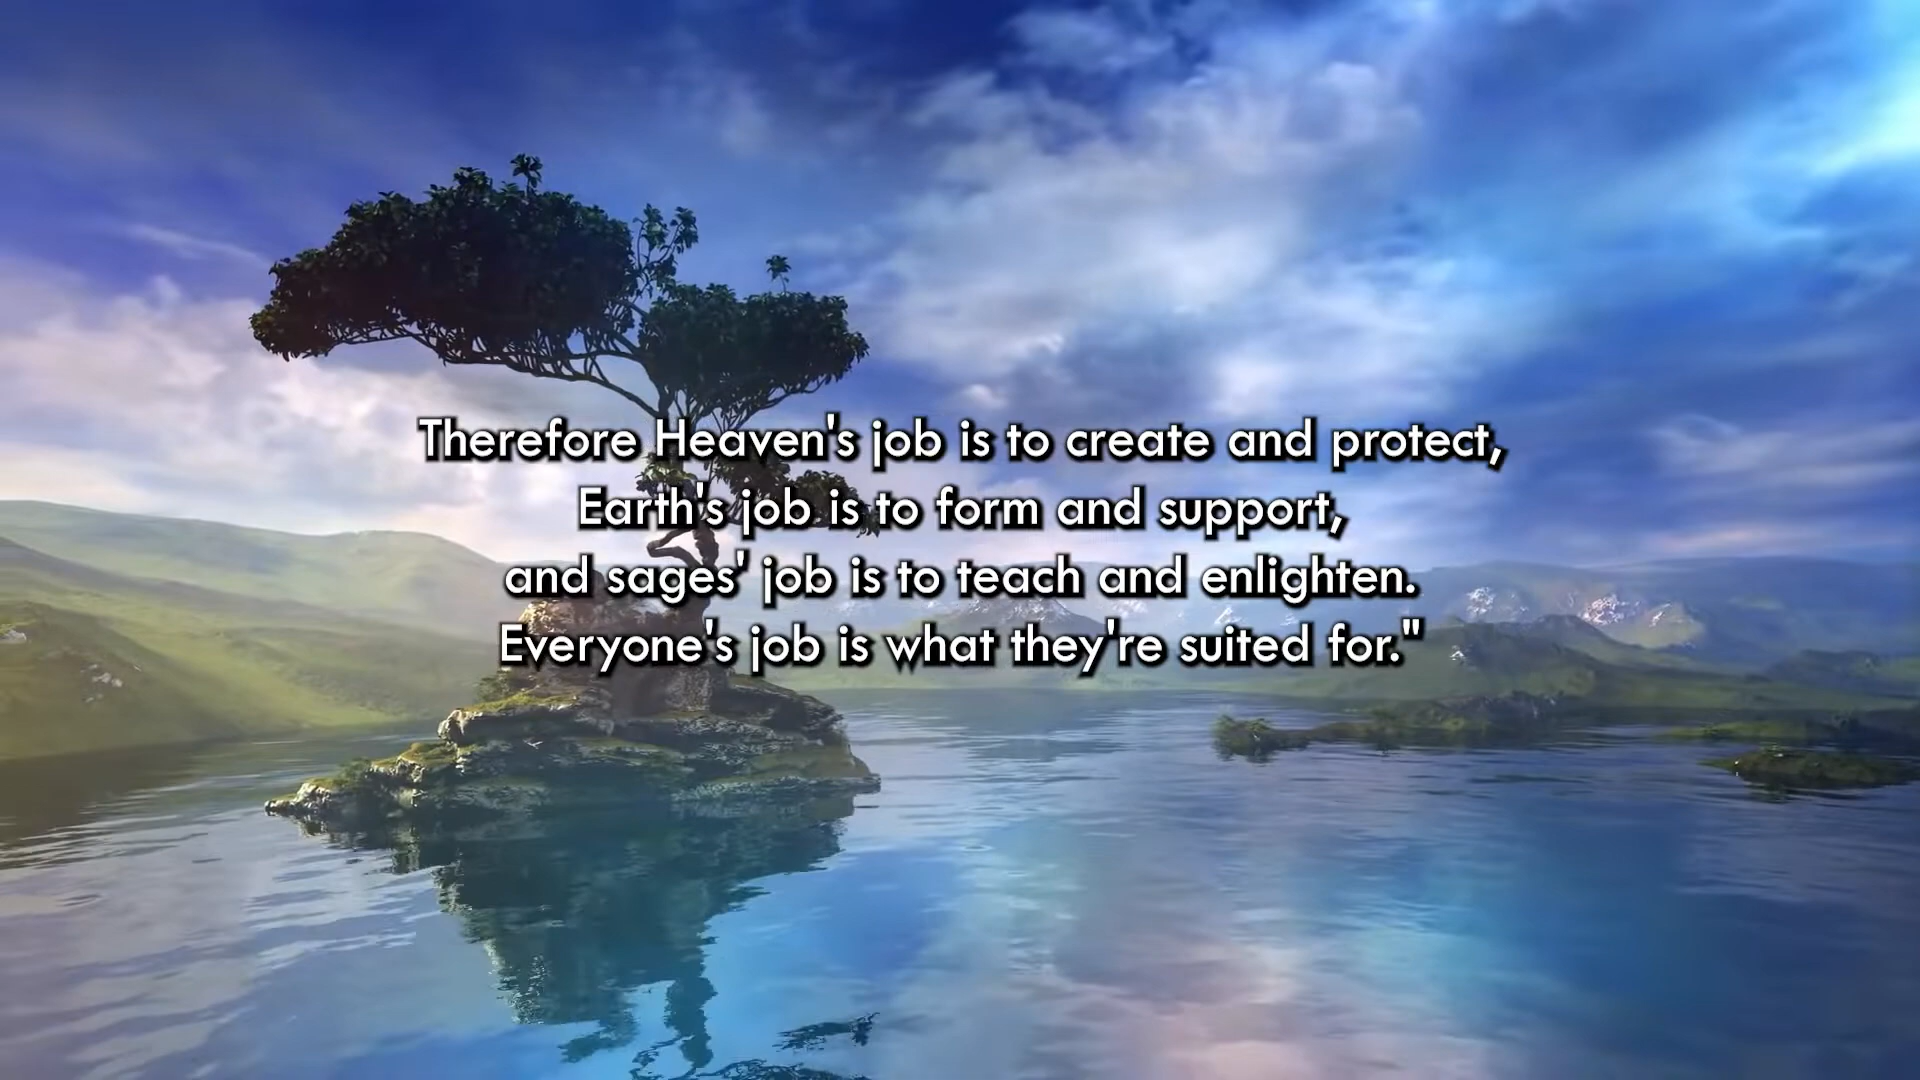 Therefore Heaven's job is to create and protect,
Earth's job is to form and support,
and sages' job is to teach and enlighten.
Everyone's job is what they're suited for."